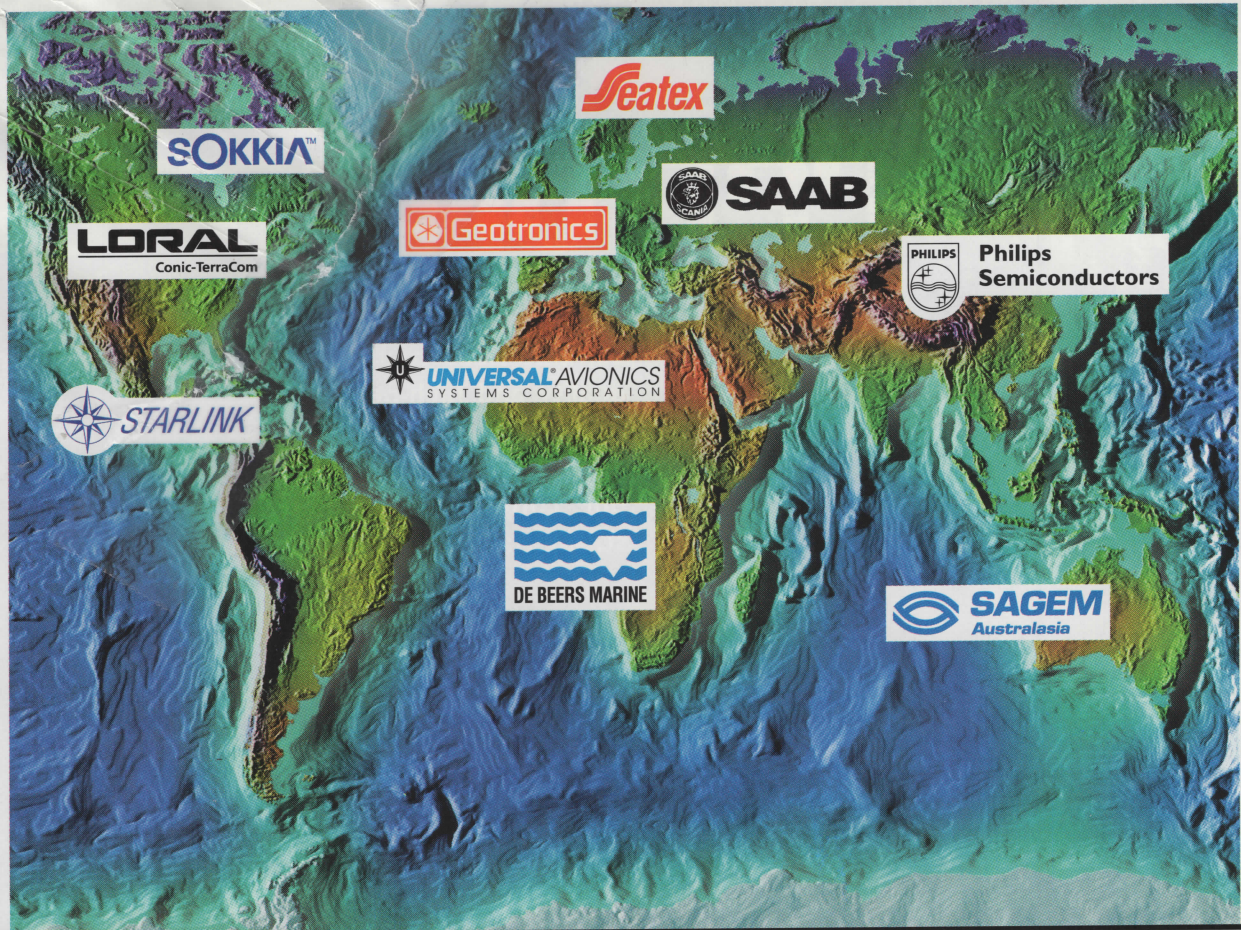 Seatex
SOKKIA™
SAAB
SCANIA
SAAB
Geotronics
LORAL
Conic-TerraCom
PHILIPS
Philips
Semiconductors
U
UNIVERSAL® AVIONICS
SYSTEMS CORPORATION
STARLINK
DE BEERS MARINE
SAGEM
Australasia